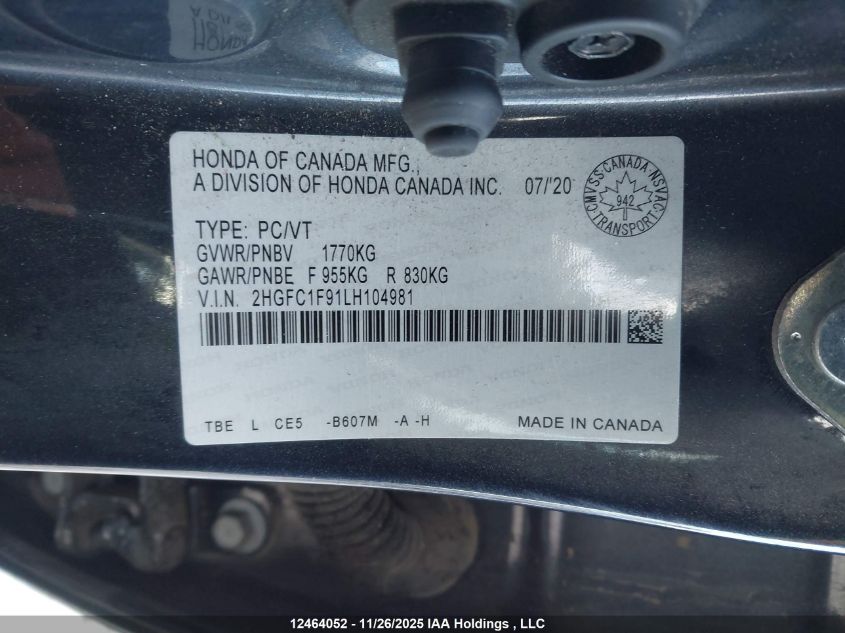 HONDA OF CANADA MFG.,
A DIVISION OF HONDA CANADA INC. 07/'20
CMVSS·CANADA·NSVAC
942
TRANSPORT
TYPE: PC/VT
GVWR/PNBV 1770KG
GAWR/PNBE F 955KG R 830KG
V.I.N. 2HGFC1F91LH104981
TBE L CE5 -B607M -A -H MADE IN CANADA
12464052 - 11/26/2025 IAA Holdings , LLC